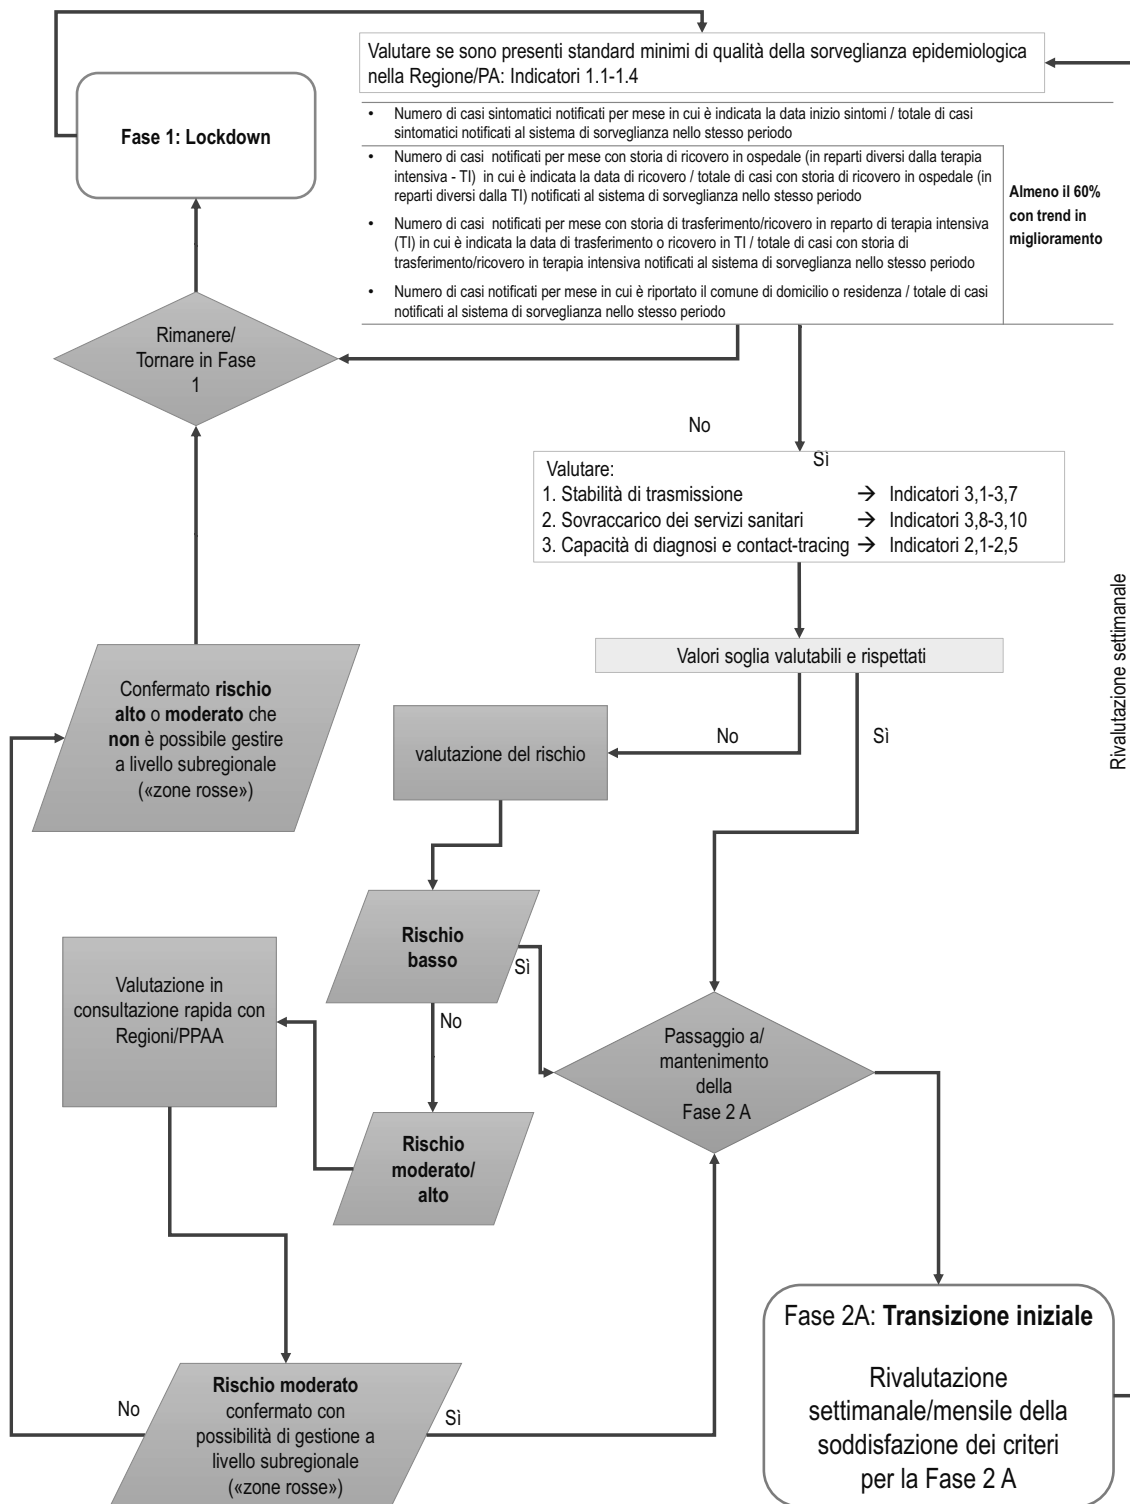 Valutare se sono presenti standard minimi di qualità della sorveglianza epidemiologica
nella Regione/PA: Indicatori 1.1-1.4
Fase 1: Lockdown
• Numero di casi sintomatici notificati per mese in cui è indicata la data inizio sintomi / totale di casi
sintomatici notificati al sistema di sorveglianza nello stesso periodo
• Numero di casi notificati per mese con storia di ricovero in ospedale (in reparti diversi dalla terapia
intensiva - TI) in cui è indicata la data di ricovero / totale di casi con storia di ricovero in ospedale (in
reparti diversi dalla TI) notificati al sistema di sorveglianza nello stesso periodo
• Numero di casi notificati per mese con storia di trasferimento/ricovero in reparto di terapia intensiva
(TI) in cui è indicata la data di trasferimento o ricovero in TI / totale di casi con storia di
trasferimento/ricovero in terapia intensiva notificati al sistema di sorveglianza nello stesso periodo
• Numero di casi notificati per mese in cui è riportato il comune di domicilio o residenza / totale di casi
notificati al sistema di sorveglianza nello stesso periodo
Almeno il 60%
con trend in
miglioramento
Rimanere/
Tornare in Fase
1
No
Sì
Valutare:
1. Stabilità di trasmissione → Indicatori 3,1-3,7
2. Sovraccarico dei servizi sanitari → Indicatori 3,8-3,10
3. Capacità di diagnosi e contact-tracing → Indicatori 2,1-2,5
Rivalutazione settimanale
Valori soglia valutabili e rispettati
Confermato rischio
alto o moderato che
non è possibile gestire
a livello subregionale
(«zone rosse»)
No
Sì
valutazione del rischio
Rischio
basso
Sì
No
Valutazione in
consultazione rapida con
Regioni/PPAA
Passaggio a/
mantenimento
della
Fase 2 A
Rischio
moderato/
alto
Fase 2A: Transizione iniziale
Rivalutazione
settimanale/mensile della
soddisfazione dei criteri
per la Fase 2 A
No
Rischio moderato
confermato con
possibilità di gestione a
livello subregionale
(«zone rosse»)
Sì